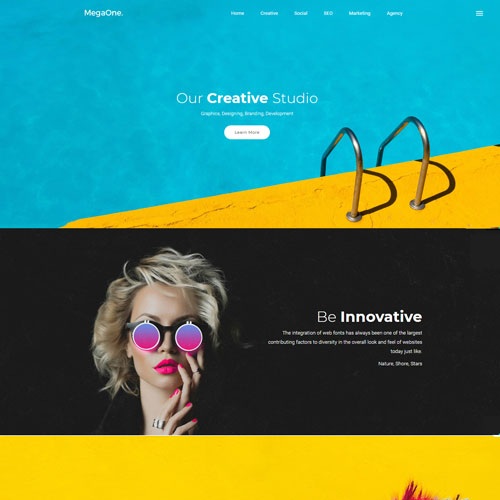 MegaOne.
Home Creative Social SEO Marketing Agency
Our Creative Studio
Graphics, Designing, Branding, Development
Learn More
Be Innovative
The integration of web fonts has always been one of the largest
contributing factors to diversity in the overall look and feel of websites
today just like.
Nature, Shore, Stars